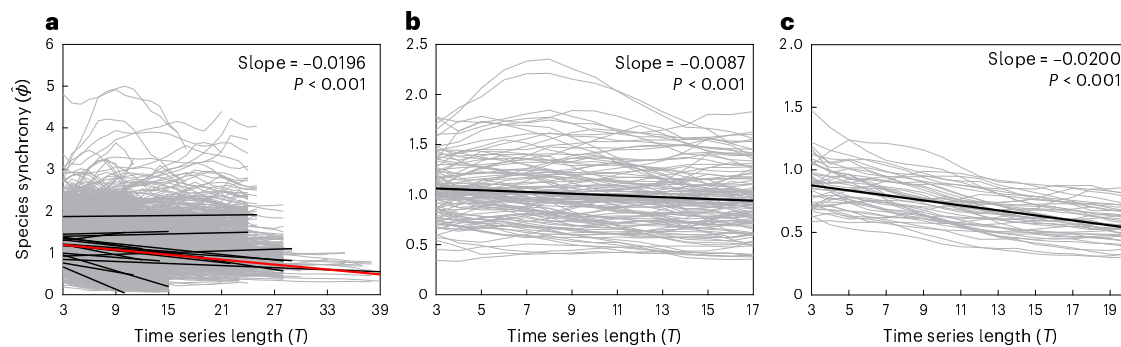 a
b
c
Slope = −0.0196
P < 0.001
Slope = −0.0087
P < 0.001
Slope = −0.0200
P < 0.001
Species synchrony (φ̂)
6
5
4
3
2
1
0
3 9 15 21 27 33 39
Time series length (T)
2.5
2.0
1.5
1.0
0.5
0
3 5 7 9 11 13 15 17
Time series length (T)
2.0
1.5
1.0
0.5
0
3 5 7 9 11 13 15 17 19
Time series length (T)